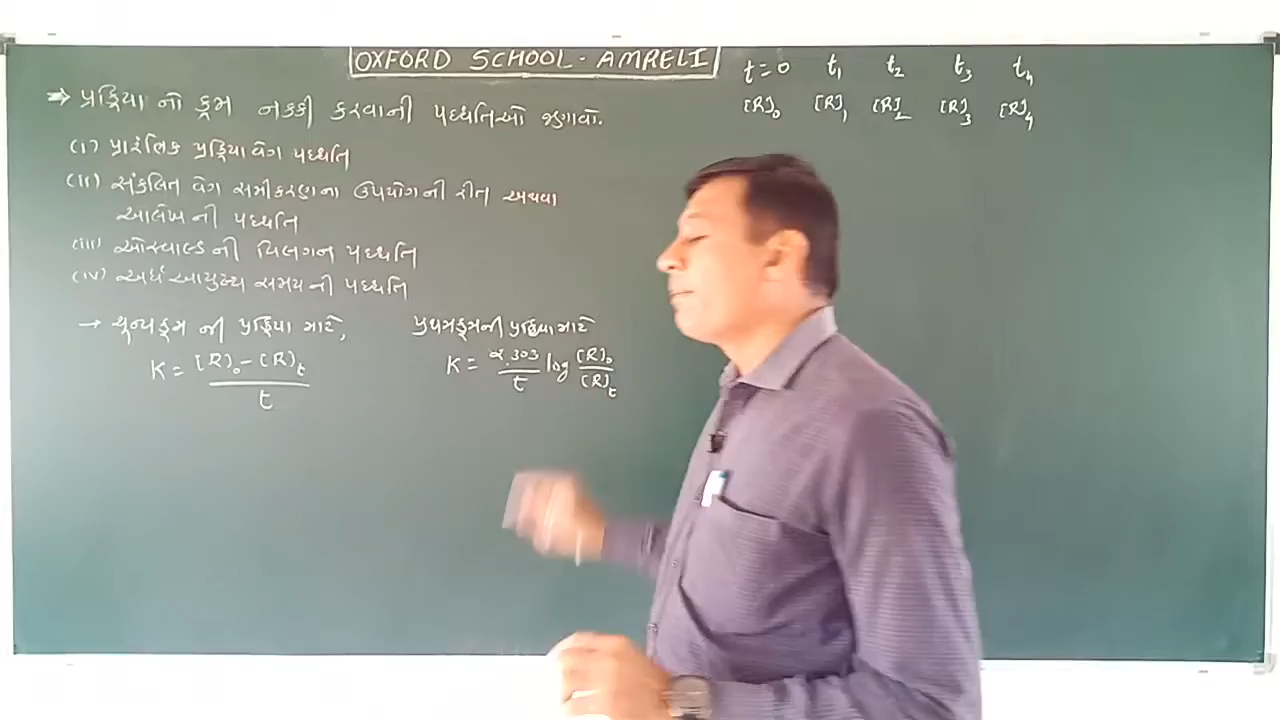 OXFORD SCHOOL - AMRELI
t = 0 t₁ t₂ t₃ t₄
[R]₀ [R]₁ [R]₂ [R]₃ [R]₄
→ પ્રક્રિયા નો ક્રમ નક્કી કરવાની પધ્ધતિઓ જણાવો.
(I) પ્રારંભિક પ્રક્રિયા વેગ પધ્ધતિ
(II) સંકલિત વેગ સમીકરણના ઉપયોગની રીત અથવા
આલેખ ની પધ્ધતિ
(III) ઓસ્વાલ્ડ ની વિલગન પધ્ધતિ
(IV) અર્ધઆયુષ્ય સમય ની પધ્ધતિ
→ શૂન્યક્રમ ની પ્રક્રિયા માટે,
K = [R]₀ - [R]t / t
પ્રથમક્રમની પ્રક્રિયા માટે
K = 2.303 / t log [R]₀ / [R]t